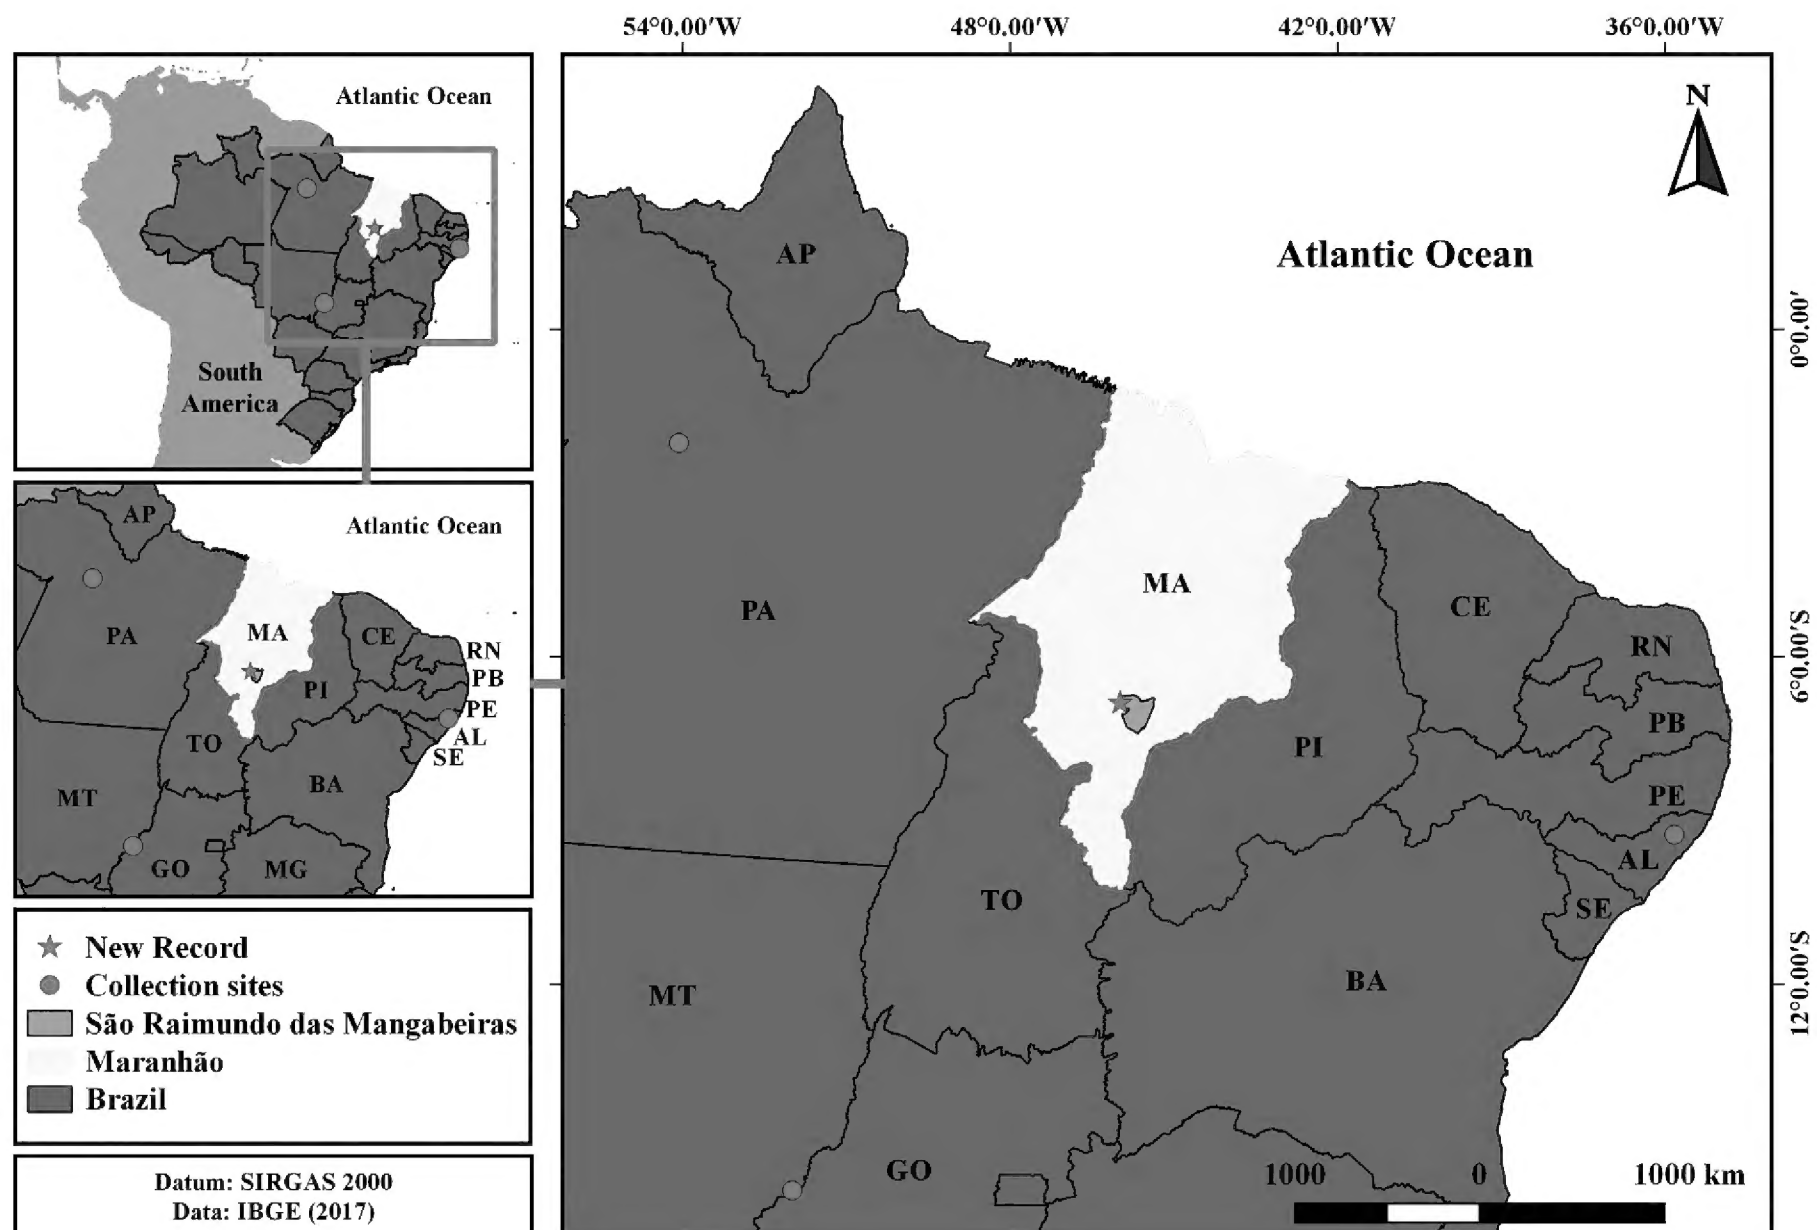 54°0.00'W 48°0.00'W 42°0.00'W 36°0.00'W
Atlantic Ocean
South
America
AP
Atlantic Ocean
PA
MA
CE
RN
PB
PI
PE
AL
TO
SE
BA
MT
GO
MG
New Record
Collection sites
São Raimundo das Mangabeiras
Maranhão
Brazil
Datum: SIRGAS 2000
Data: IBGE (2017)
N
AP
Atlantic Ocean
0°0.00'
MA
CE
PA
RN
6°0.00'S
PB
PI
PE
AL
TO
SE
BA
MT
12°0.00'S
GO
1000 0 1000 km